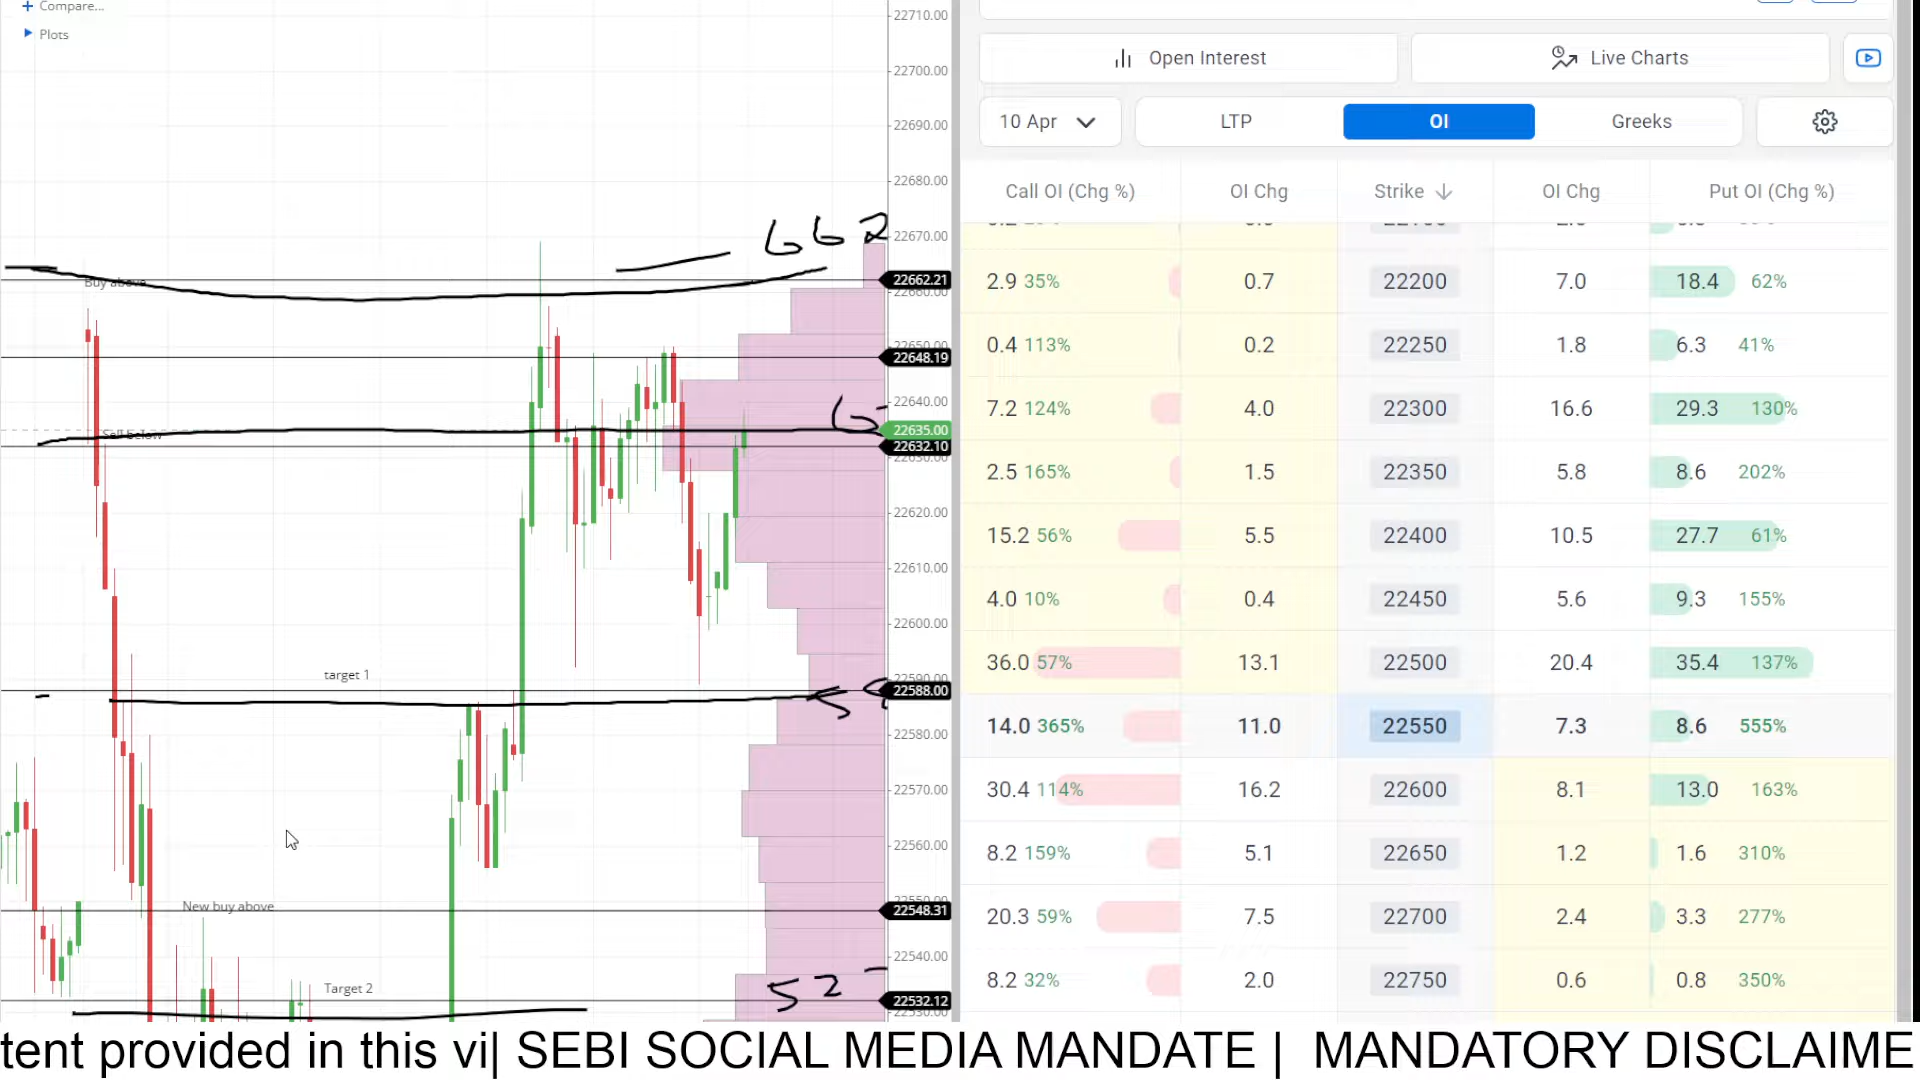 Compare...
Plots
22710.00
22700.00
22690.00
22680.00
22670.00
662
Buy above
22662.21
22660.00
22648.19
22640.00
Sell below
22635.00
22632.10
22620.00
22610.00
22600.00
target 1
22588.00
22580.00
22570.00
22560.00
New buy above
22548.31
22540.00
Target 2
52
22532.12
22530.00
Open Interest
Live Charts
10 Apr
LTP
OI
Greeks
Call OI (Chg %) OI Chg Strike OI Chg Put OI (Chg %)
2.9 35% 0.7 22200 7.0 18.4 62%
0.4 113% 0.2 22250 1.8 6.3 41%
7.2 124% 4.0 22300 16.6 29.3 130%
2.5 165% 1.5 22350 5.8 8.6 202%
15.2 56% 5.5 22400 10.5 27.7 61%
4.0 10% 0.4 22450 5.6 9.3 155%
36.0 57% 13.1 22500 20.4 35.4 137%
14.0 365% 11.0 22550 7.3 8.6 555%
30.4 114% 16.2 22600 8.1 13.0 163%
8.2 159% 5.1 22650 1.2 1.6 310%
20.3 59% 7.5 22700 2.4 3.3 277%
8.2 32% 2.0 22750 0.6 0.8 350%
tent provided in this vi| SEBI SOCIAL MEDIA MANDATE | MANDATORY DISCLAIME